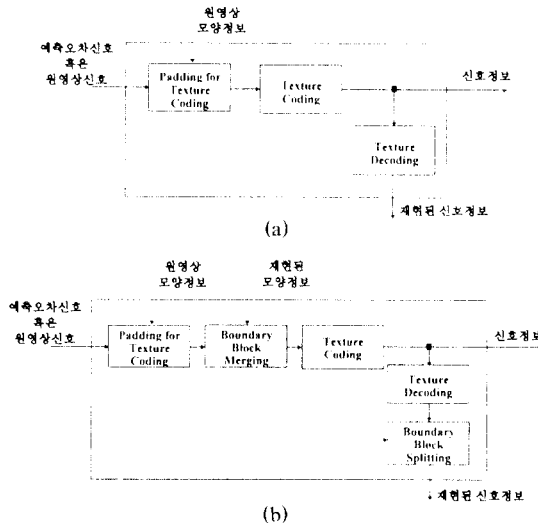 원영상
모양정보
예측오차신호
혹은
원영상신호
Padding for
Texture
Coding
Texture
Coding
신호정보
Texture
Decoding
재현된 신호정보
(a)
원영상
모양정보
재현된
모양정보
예측오차신호
혹은
원영상신호
Padding for
Texture
Coding
Boundary
Block
Merging
Texture
Coding
신호정보
Texture
Decoding
Boundary
Block
Splitting
재현된 신호정보
(b)